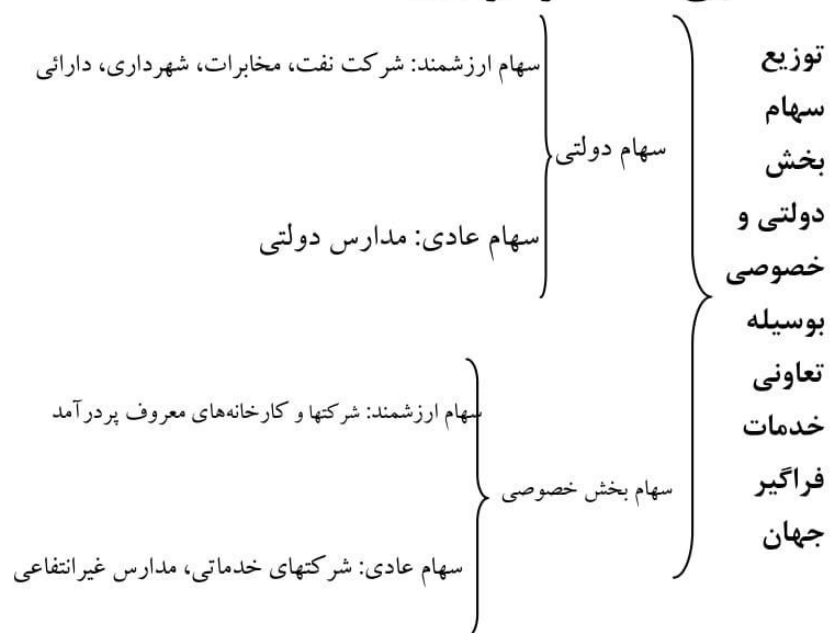 توزیع
سهام
بخش
دولتی و
خصوصی
بوسیله
تعاونی
خدمات
فراگیر
جهان
سهام دولتی
سهام ارزشمند: شرکت نفت، مخابرات، شهرداری، دارائی
سهام عادی: مدارس دولتی
سهام بخش خصوصی
سهام ارزشمند: شرکتها و کارخانه‌های معروف پردرآمد
سهام عادی: شرکتهای خدماتی، مدارس غیرانتفاعی